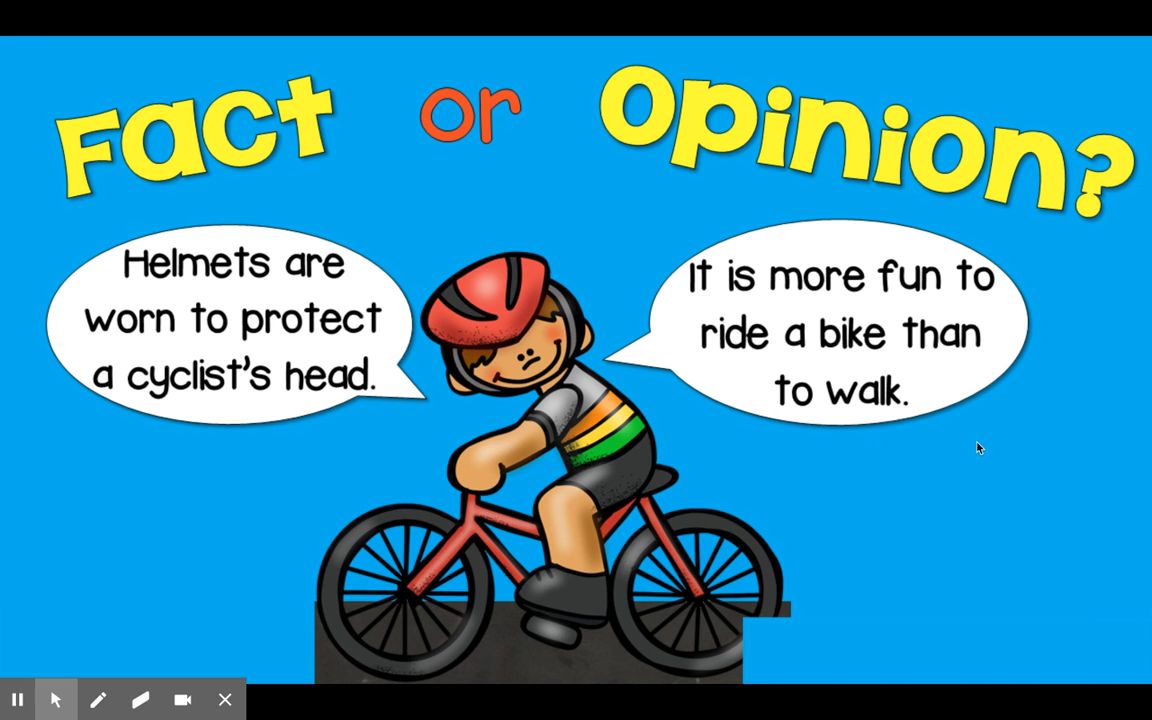 Fact or Opinion?
Helmets are
worn to protect
a cyclist's head.
It is more fun to
ride a bike than
to walk.